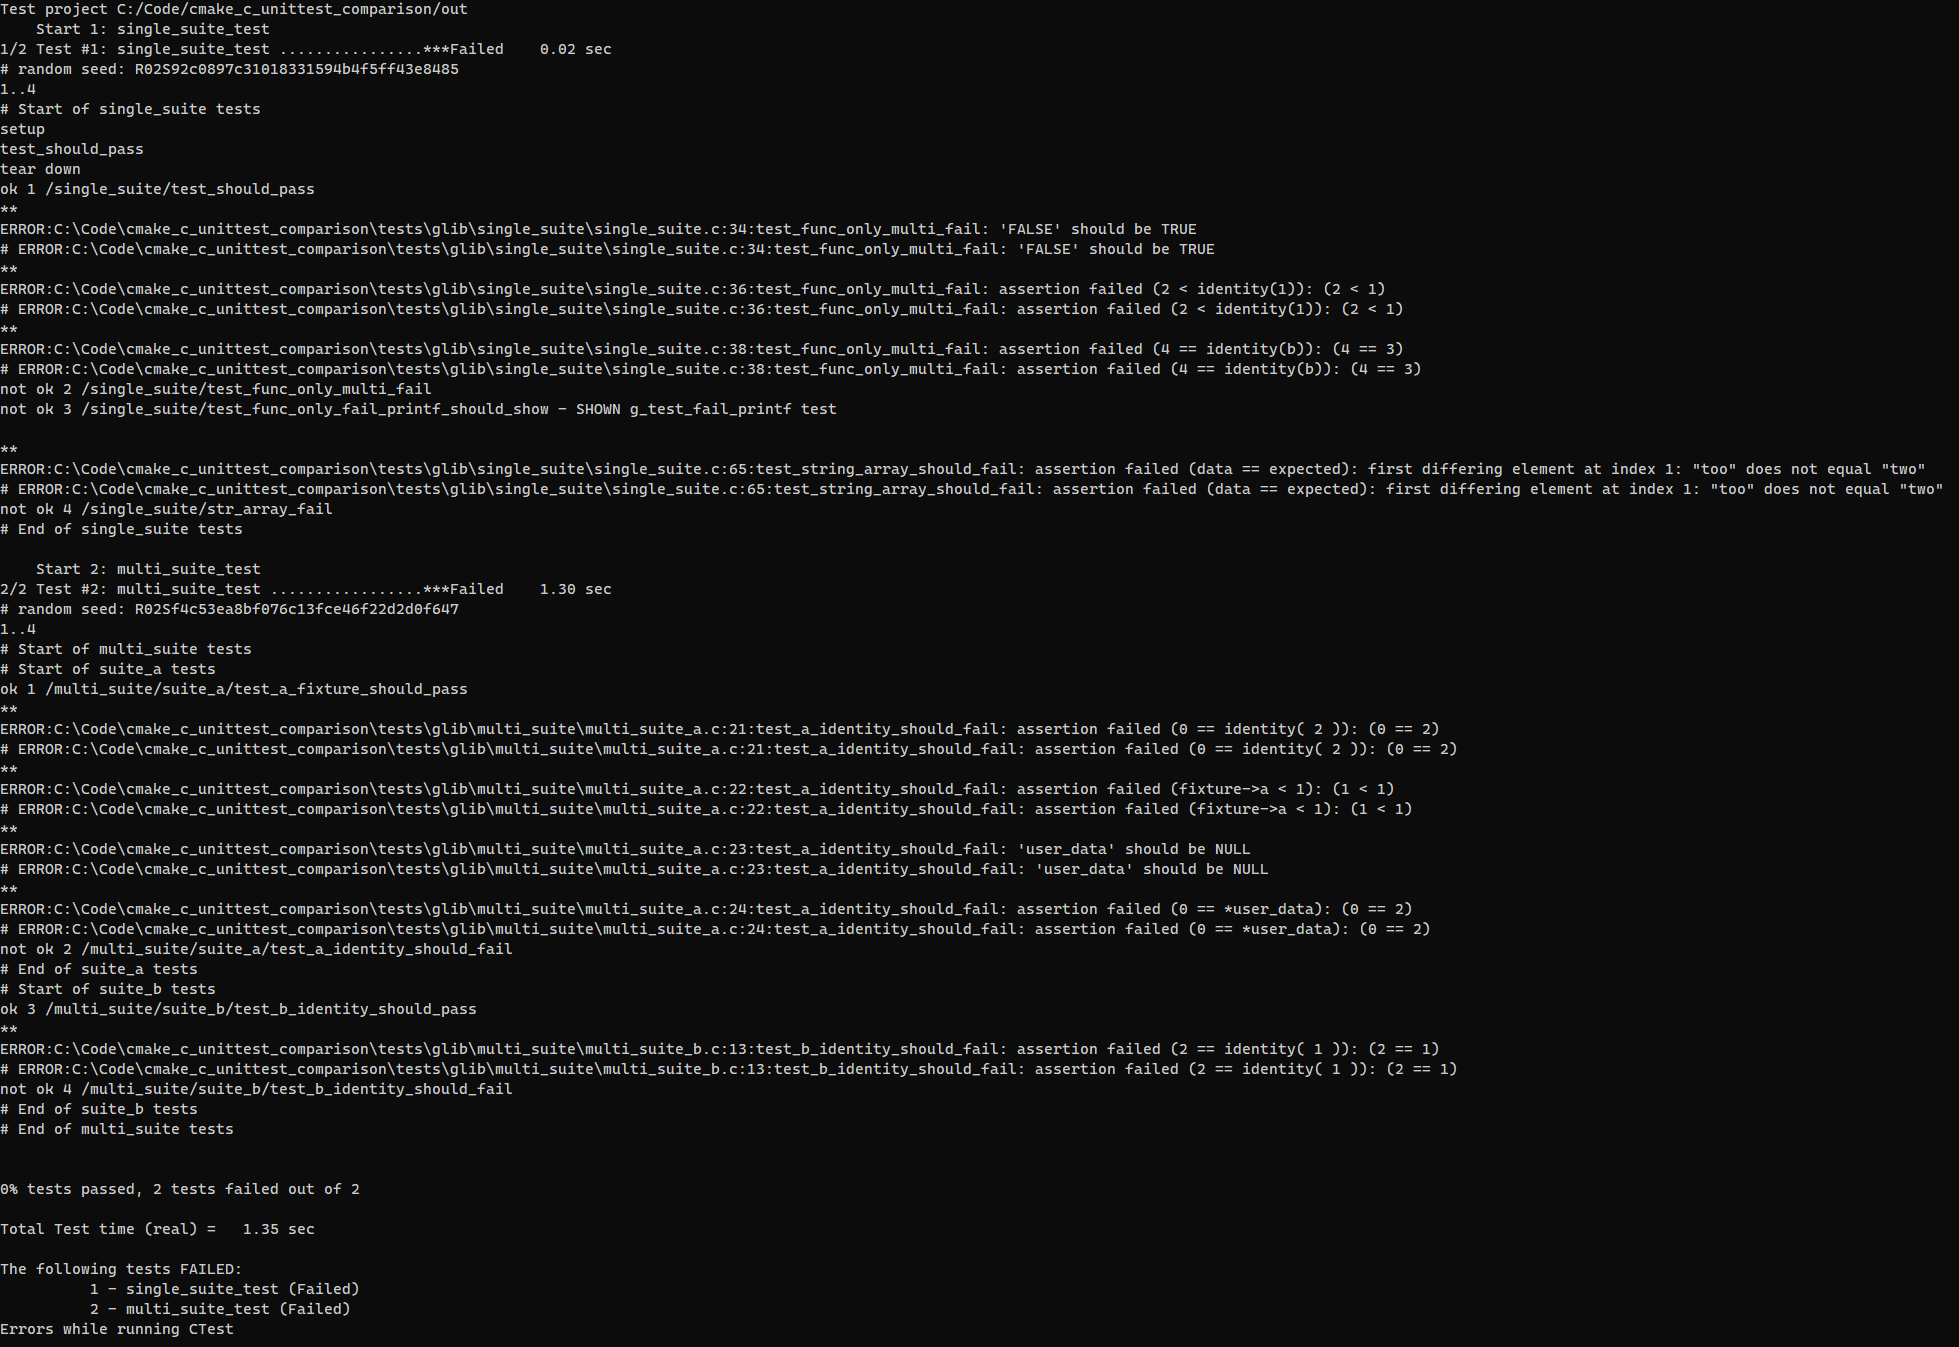 Test project C:/Code/cmake_c_unittest_comparison/out
    Start 1: single_suite_test
1/2 Test #1: single_suite_test ................***Failed    0.02 sec
# random seed: R02S92c0897c31018331594b4f5ff43e8485
1..4
# Start of single_suite tests
setup
test_should_pass
tear down
ok 1 /single_suite/test_should_pass
**
ERROR:C:\Code\cmake_c_unittest_comparison\tests\glib\single_suite\single_suite.c:34:test_func_only_multi_fail: 'FALSE' should be TRUE
# ERROR:C:\Code\cmake_c_unittest_comparison\tests\glib\single_suite\single_suite.c:34:test_func_only_multi_fail: 'FALSE' should be TRUE
**
ERROR:C:\Code\cmake_c_unittest_comparison\tests\glib\single_suite\single_suite.c:36:test_func_only_multi_fail: assertion failed (2 < identity(1)): (2 < 1)
# ERROR:C:\Code\cmake_c_unittest_comparison\tests\glib\single_suite\single_suite.c:36:test_func_only_multi_fail: assertion failed (2 < identity(1)): (2 < 1)
**
ERROR:C:\Code\cmake_c_unittest_comparison\tests\glib\single_suite\single_suite.c:38:test_func_only_multi_fail: assertion failed (4 == identity(b)): (4 == 3)
# ERROR:C:\Code\cmake_c_unittest_comparison\tests\glib\single_suite\single_suite.c:38:test_func_only_multi_fail: assertion failed (4 == identity(b)): (4 == 3)
not ok 2 /single_suite/test_func_only_multi_fail
not ok 3 /single_suite/test_func_only_fail_printf_should_show - SHOWN g_test_fail_printf test

**
ERROR:C:\Code\cmake_c_unittest_comparison\tests\glib\single_suite\single_suite.c:65:test_string_array_should_fail: assertion failed (data == expected): first differing element at index 1: "too" does not equal "two"
# ERROR:C:\Code\cmake_c_unittest_comparison\tests\glib\single_suite\single_suite.c:65:test_string_array_should_fail: assertion failed (data == expected): first differing element at index 1: "too" does not equal "two"
not ok 4 /single_suite/str_array_fail
# End of single_suite tests

    Start 2: multi_suite_test
2/2 Test #2: multi_suite_test .................***Failed    1.30 sec
# random seed: R02Sf4c53ea8bf076c13fce46f22d2d0f647
1..4
# Start of multi_suite tests
# Start of suite_a tests
ok 1 /multi_suite/suite_a/test_a_fixture_should_pass
**
ERROR:C:\Code\cmake_c_unittest_comparison\tests\glib\multi_suite\multi_suite_a.c:21:test_a_identity_should_fail: assertion failed (0 == identity( 2 )): (0 == 2)
# ERROR:C:\Code\cmake_c_unittest_comparison\tests\glib\multi_suite\multi_suite_a.c:21:test_a_identity_should_fail: assertion failed (0 == identity( 2 )): (0 == 2)
**
ERROR:C:\Code\cmake_c_unittest_comparison\tests\glib\multi_suite\multi_suite_a.c:22:test_a_identity_should_fail: assertion failed (fixture->a < 1): (1 < 1)
# ERROR:C:\Code\cmake_c_unittest_comparison\tests\glib\multi_suite\multi_suite_a.c:22:test_a_identity_should_fail: assertion failed (fixture->a < 1): (1 < 1)
**
ERROR:C:\Code\cmake_c_unittest_comparison\tests\glib\multi_suite\multi_suite_a.c:23:test_a_identity_should_fail: 'user_data' should be NULL
# ERROR:C:\Code\cmake_c_unittest_comparison\tests\glib\multi_suite\multi_suite_a.c:23:test_a_identity_should_fail: 'user_data' should be NULL
**
ERROR:C:\Code\cmake_c_unittest_comparison\tests\glib\multi_suite\multi_suite_a.c:24:test_a_identity_should_fail: assertion failed (0 == *user_data): (0 == 2)
# ERROR:C:\Code\cmake_c_unittest_comparison\tests\glib\multi_suite\multi_suite_a.c:24:test_a_identity_should_fail: assertion failed (0 == *user_data): (0 == 2)
not ok 2 /multi_suite/suite_a/test_a_identity_should_fail
# End of suite_a tests
# Start of suite_b tests
ok 3 /multi_suite/suite_b/test_b_identity_should_pass
**
ERROR:C:\Code\cmake_c_unittest_comparison\tests\glib\multi_suite\multi_suite_b.c:13:test_b_identity_should_fail: assertion failed (2 == identity( 1 )): (2 == 1)
# ERROR:C:\Code\cmake_c_unittest_comparison\tests\glib\multi_suite\multi_suite_b.c:13:test_b_identity_should_fail: assertion failed (2 == identity( 1 )): (2 == 1)
not ok 4 /multi_suite/suite_b/test_b_identity_should_fail
# End of suite_b tests
# End of multi_suite tests


0% tests passed, 2 tests failed out of 2

Total Test time (real) =   1.35 sec

The following tests FAILED:
          1 - single_suite_test (Failed)
          2 - multi_suite_test (Failed)
Errors while running CTest